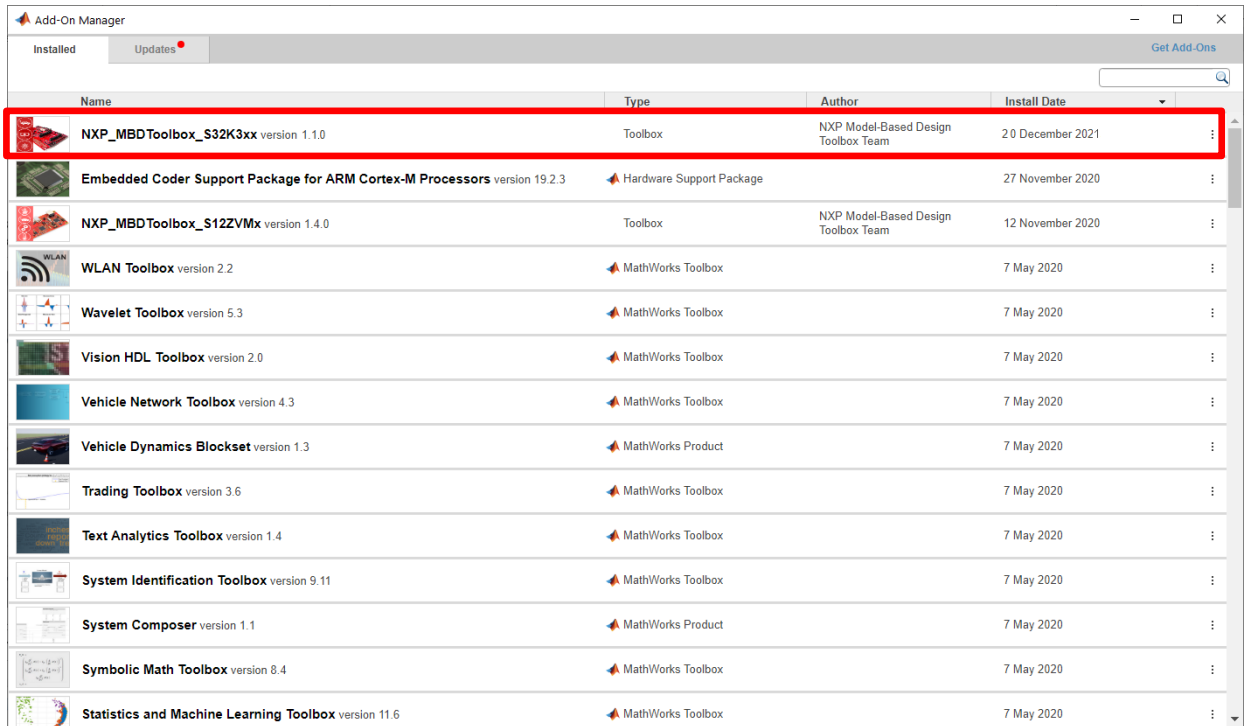 Add-On Manager
Installed
Updates
Get Add-Ons
Name Type Author Install Date
NXP_MBDToolbox_S32K3xx version 1.1.0 Toolbox NXP Model-Based Design Toolbox Team 20 December 2021
Embedded Coder Support Package for ARM Cortex-M Processors version 19.2.3 Hardware Support Package 27 November 2020
NXP_MBDToolbox_S12ZVMx version 1.4.0 Toolbox NXP Model-Based Design Toolbox Team 12 November 2020
WLAN
WLAN Toolbox version 2.2 MathWorks Toolbox 7 May 2020
Wavelet Toolbox version 5.3 MathWorks Toolbox 7 May 2020
Vision HDL Toolbox version 2.0 MathWorks Toolbox 7 May 2020
Vehicle Network Toolbox version 4.3 MathWorks Toolbox 7 May 2020
Vehicle Dynamics Blockset version 1.3 MathWorks Product 7 May 2020
Trading Toolbox version 3.6 MathWorks Toolbox 7 May 2020
Text Analytics Toolbox version 1.4 MathWorks Toolbox 7 May 2020
System Identification Toolbox version 9.11 MathWorks Toolbox 7 May 2020
System Composer version 1.1 MathWorks Product 7 May 2020
Symbolic Math Toolbox version 8.4 MathWorks Toolbox 7 May 2020
Statistics and Machine Learning Toolbox version 11.6 MathWorks Toolbox 7 May 2020